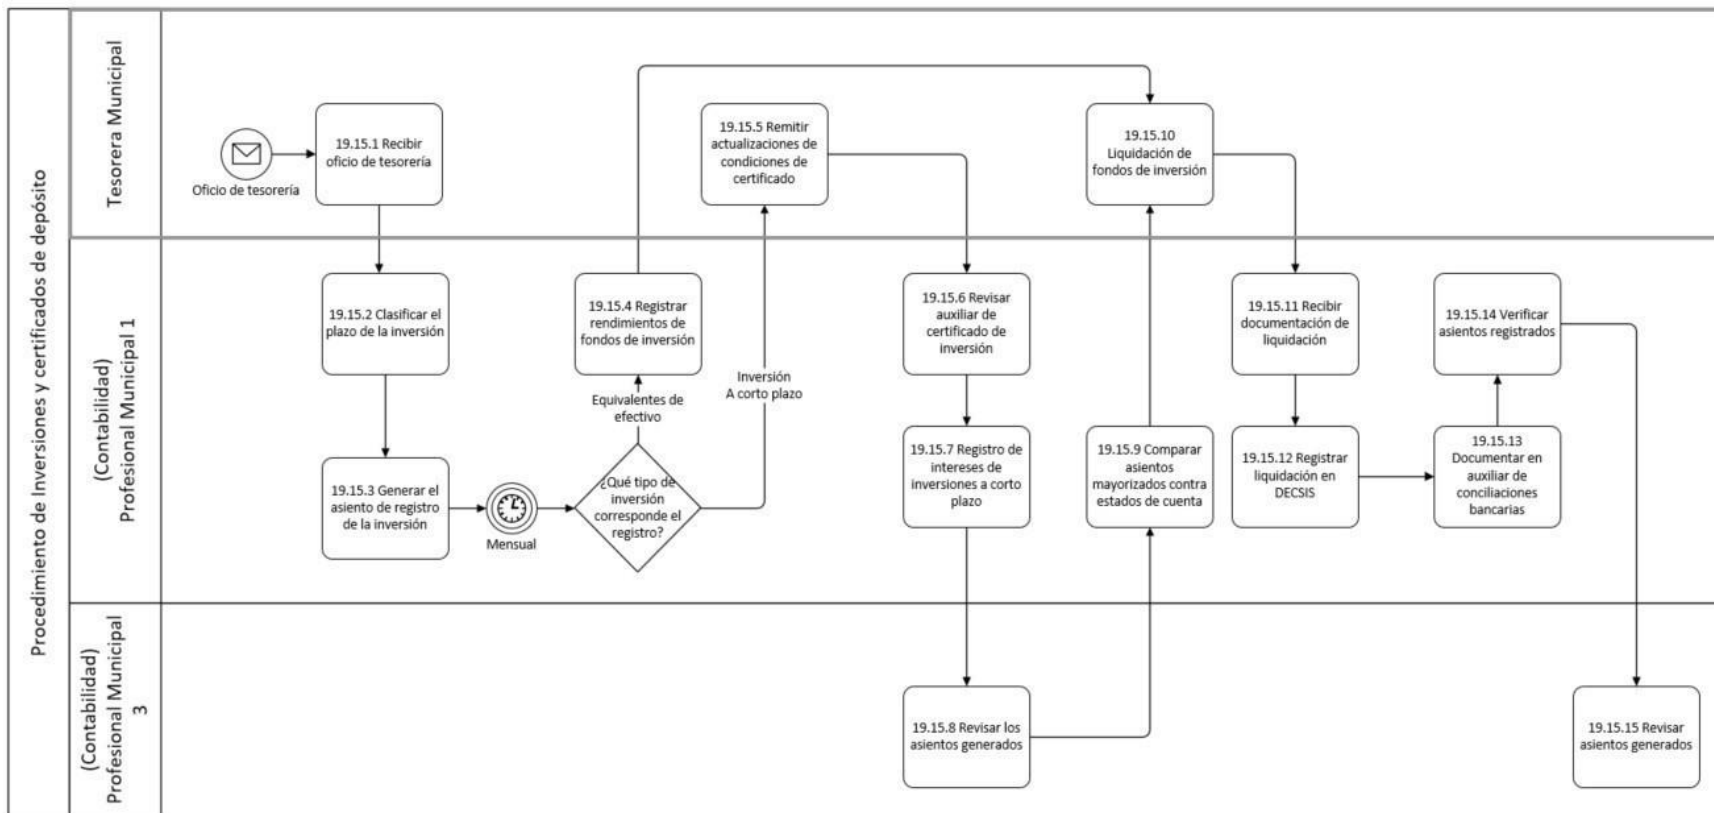 Procedimiento de Inversiones y certificados de depósito
Tesorera Municipal
Oficio de tesorería
19.15.1 Recibir
oficio de tesorería
19.15.5 Remitir
actualizaciones de
condiciones de
certificado
19.15.10
Liquidación de
fondos de inversión
(Contabilidad)
Profesional Municipal 1
19.15.2 Clasificar el
plazo de la inversión
19.15.3 Generar el
asiento de registro
de la inversión
Mensual
¿Qué tipo de
inversión
corresponde el
registro?
Equivalentes de
efectivo
19.15.4 Registrar
rendimientos de
fondos de inversión
Inversión
A corto plazo
19.15.6 Revisar
auxiliar de
certificado de
inversión
19.15.7 Registro de
intereses de
inversiones a corto
plazo
19.15.9 Comparar
asientos
mayorizados contra
estados de cuenta
19.15.11 Recibir
documentación de
liquidación
19.15.12 Registrar
liquidación en
DECSIS
19.15.13
Documentar en
auxiliar de
conciliaciones
bancarias
19.15.14 Verificar
asientos registrados
(Contabilidad)
Profesional Municipal
3
19.15.8 Revisar los
asientos generados
19.15.15 Revisar
asientos generados